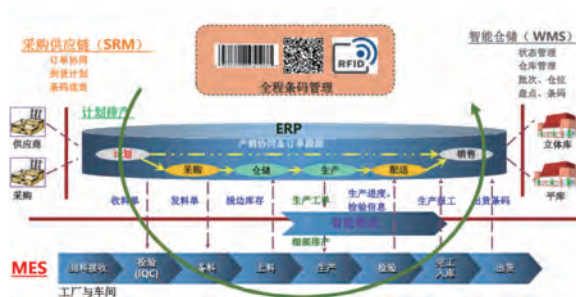 采购供应链(SRM)
订单协同
到货计划
条码送货
RFID
全程条码管理
智能仓储(WMS)
状态管理
仓库管理
批次、仓位
盘点、条码
计划排产
供应商
采购
ERP
产销协同&订单跟踪
计划
采购
仓储
生产
配送
销售
立体库
平库
收料单
发料单
线边库存
生产工单
生产进度、
检验信息
生产报工
出货条码
智能物流
细部排产
MES
来料接收
检验
(IQC)
备料
上料
生产
检验
完工
入库
出货
工厂与车间